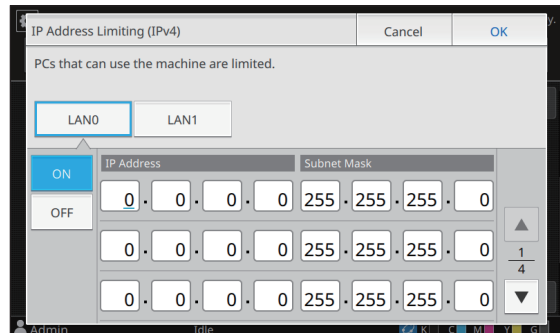 IP Address Limiting (IPv4) Cancel OK
PCs that can use the machine are limited.
LAN0 LAN1
ON
OFF
IP Address Subnet Mask
0 . 0 . 0 . 0 255 . 255 . 255 . 0
0 . 0 . 0 . 0 255 . 255 . 255 . 0
0 . 0 . 0 . 0 255 . 255 . 255 . 0
1
4
Admin Idle K C M Y G